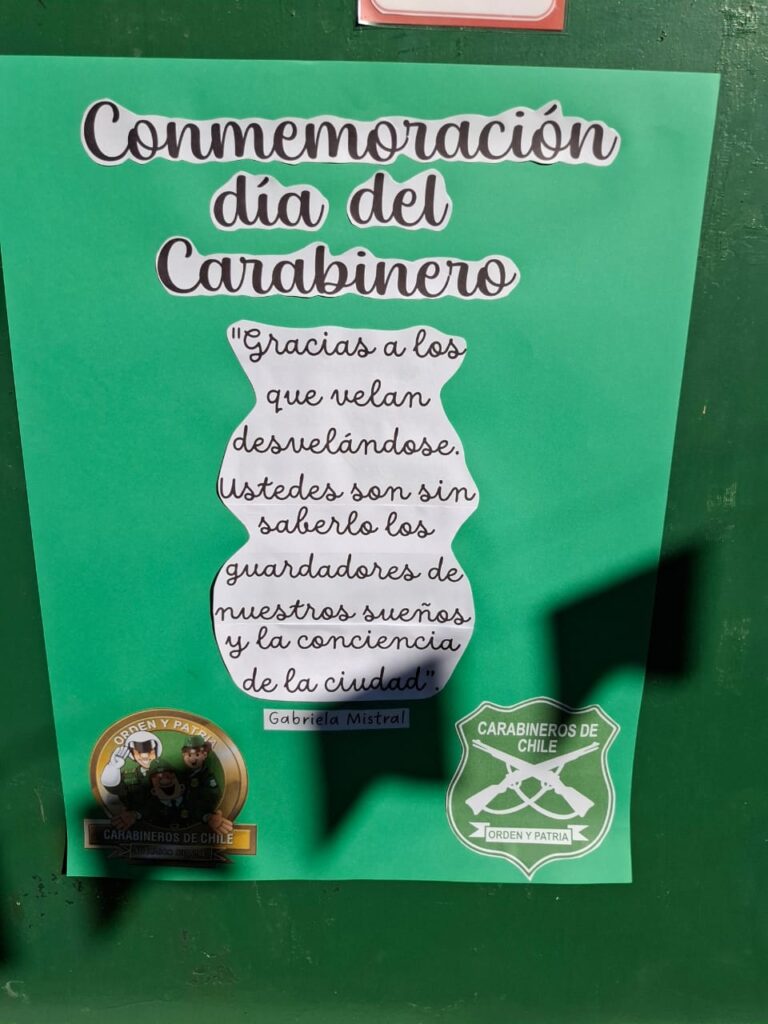 Conmemoración
día del
Carabinero
"Gracias a los
que velan
desvelándose.
Ustedes son sin
saberlo los
guardadores de
nuestros sueños
y la conciencia
de la ciudad".
Gabriela Mistral
ORDEN Y PATRIA
CARABINEROS DE CHILE
CARABINEROS DE
CHILE
ORDEN Y PATRIA